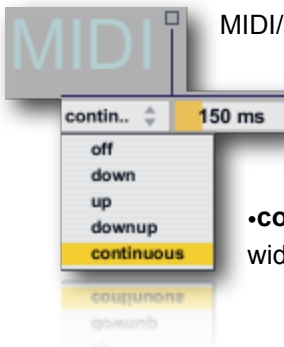 MIDI MIDI/
contin.. 150 ms
off
down
up
downup
continuous
•co
wid